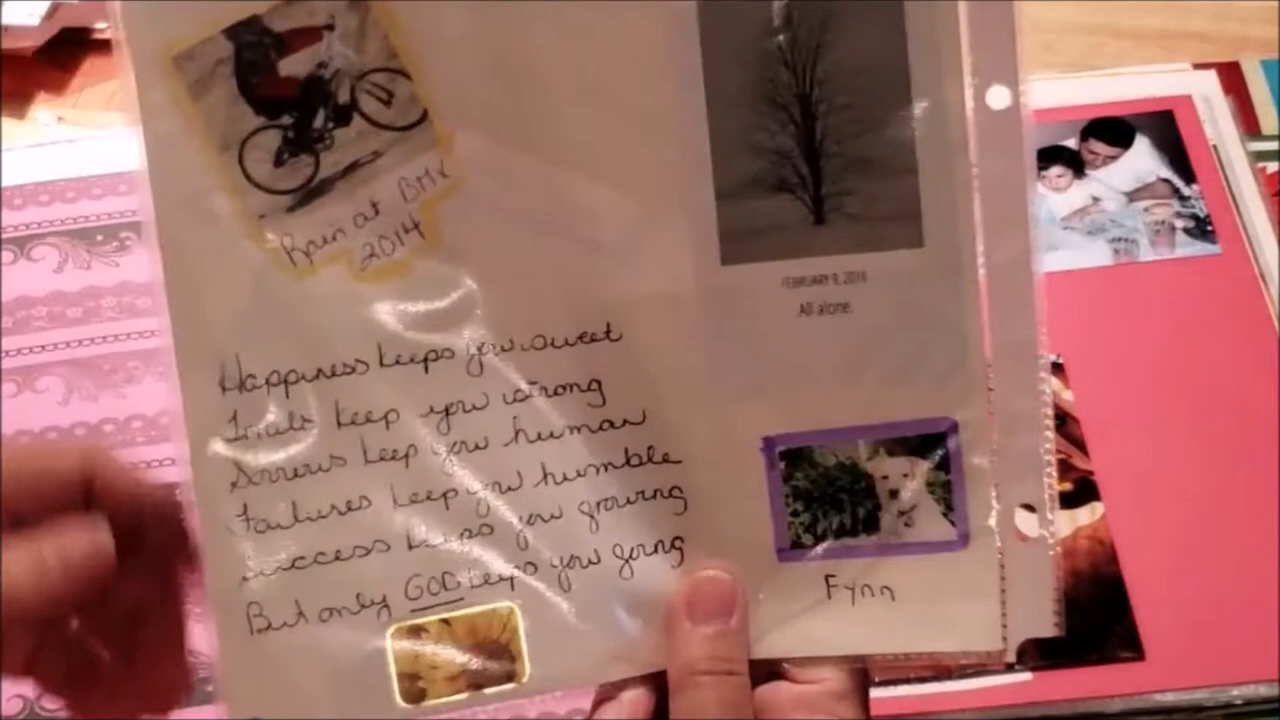 at BMX
2014
Happiness keeps you sweet
Trials keep you strong
Sorrows keep you human
Failures keep you humble
Success keeps you growing
But only GOD keeps you going
FEBRUARY 9, 2016
All alone.
Fynn